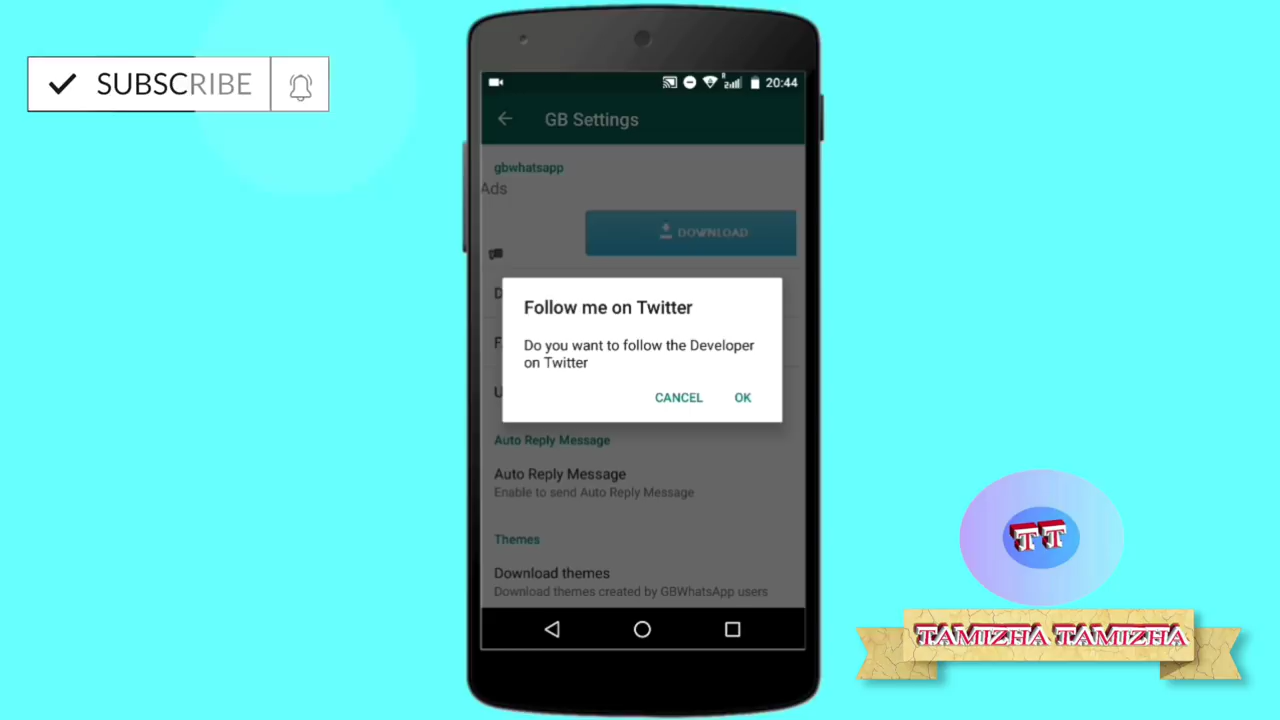 SUBSCRIBE
R
20:44
GB Settings
gbwhatsapp
Ads
DOWNLOAD
D
Follow me on Twitter
F
Do you want to follow the Developer
on Twitter
U
CANCEL OK
Auto Reply Message
Auto Reply Message
Enable to send Auto Reply Message
Themes
Download themes
Download themes created by GBWhatsApp users
TT
TAMIZHA TAMIZHA